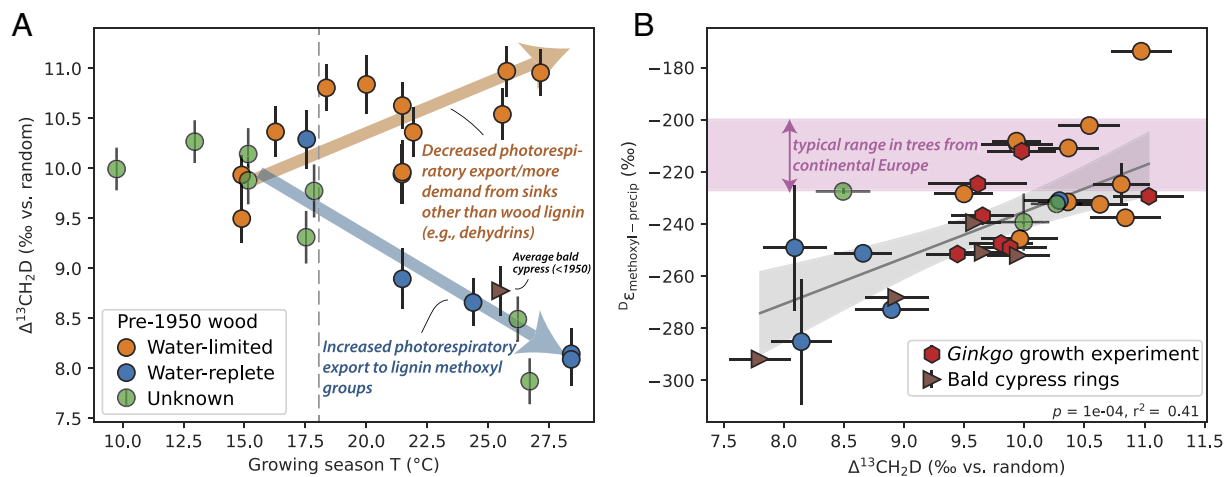 A
Δ¹³CH₂D (‰ vs. random)
11.0
10.5
10.0
9.5
9.0
8.5
8.0
7.5
Decreased photorespi-
ratory export/more
demand from sinks
other than wood lignin
(e.g., dehydrins)
Average bald
cypress (<1950)
Increased photorespiratory
export to lignin methoxyl
groups
Pre-1950 wood
Water-limited
Water-replete
Unknown
10.0 12.5 15.0 17.5 20.0 22.5 25.0 27.5
Growing season T (°C)
B
ᴰε methoxyl − precip (‰)
−180
−200
−220
−240
−260
−280
−300
typical range in trees from
continental Europe
Ginkgo growth experiment
Bald cypress rings
p = 1e-04, r² = 0.41
7.5 8.0 8.5 9.0 9.5 10.0 10.5 11.0 11.5
Δ¹³CH₂D (‰ vs. random)